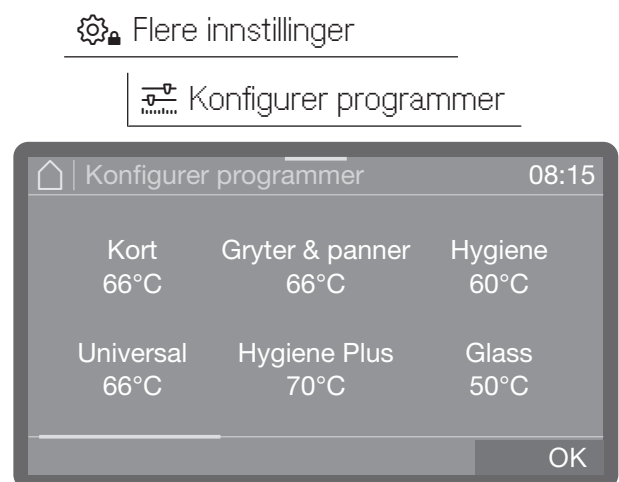 Flere innstillinger
Konfigurer programmer
Konfigurer programmer 08:15
Kort Gryter & panner Hygiene
66°C 66°C 60°C
Universal Hygiene Plus Glass
66°C 70°C 50°C
OK